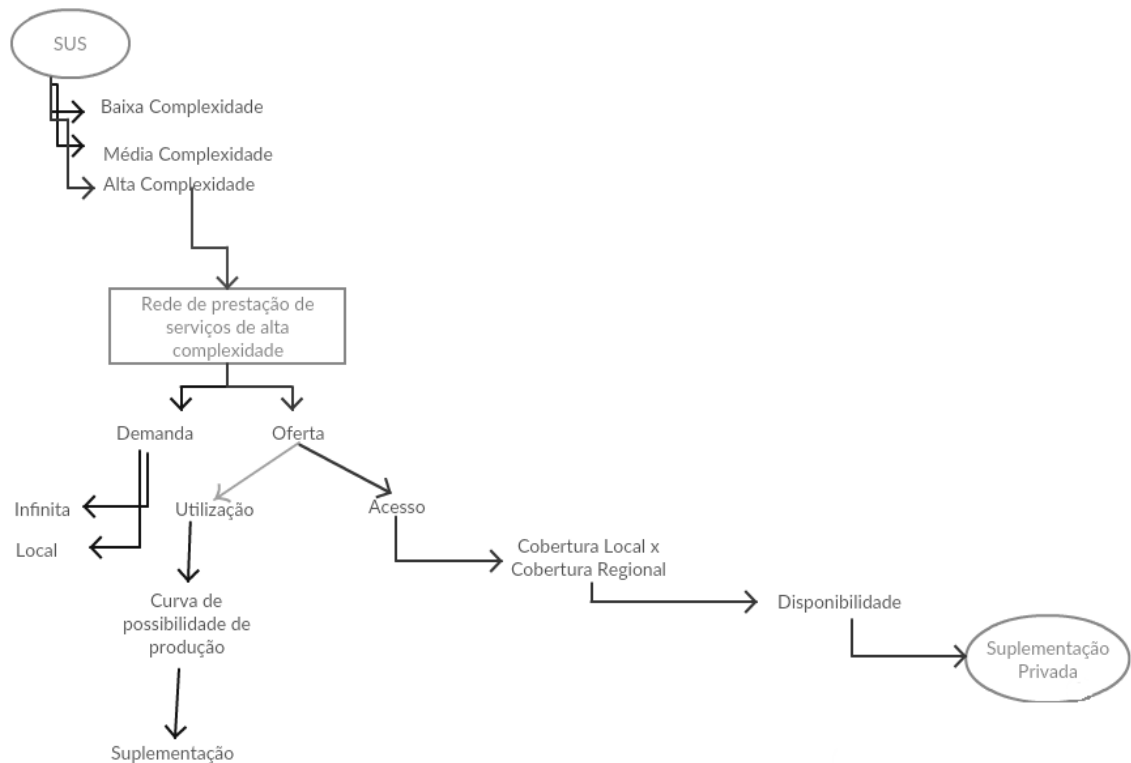 SUS
Baixa Complexidade
Média Complexidade
Alta Complexidade
Rede de prestação de
serviços de alta
complexidade
Demanda
Oferta
Infinita
Utilização
Acesso
Local
Cobertura Local x
Cobertura Regional
Curva de
possibilidade de
produção
Disponibilidade
Suplementação
Privada
Suplementação